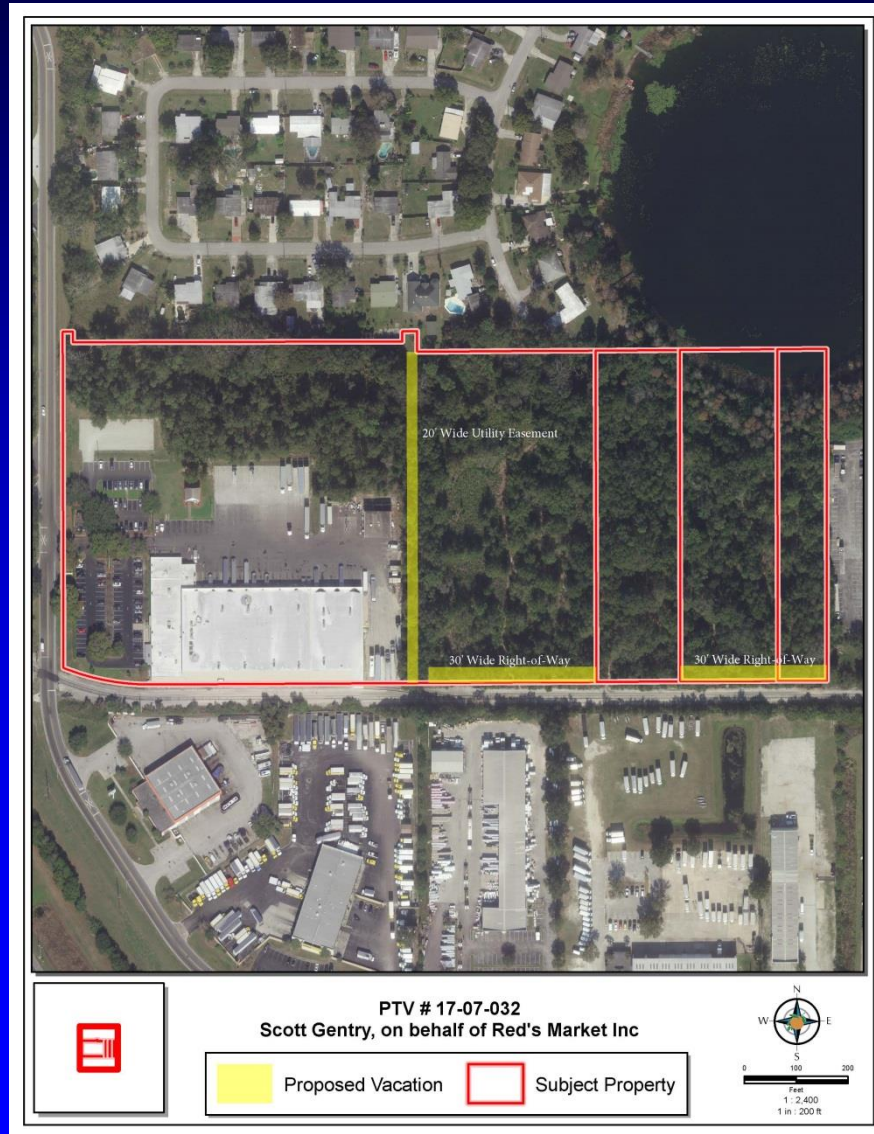 20' Wide Utility Easement
30' Wide Right-of-Way
30' Wide Right-of-Way
PTV # 17-07-032
Scott Gentry, on behalf of Red's Market Inc
Proposed Vacation
Subject Property
N
W
E
S
0 100 200
Feet
1 : 2,400
1 in : 200 ft